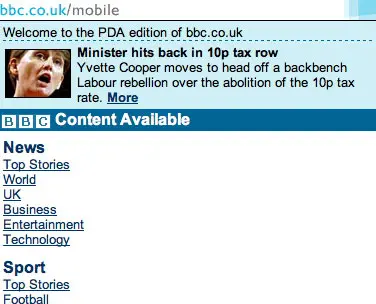 bbc.co.uk/mobile
Welcome to the PDA edition of bbc.co.uk
Minister hits back in 10p tax row
Yvette Cooper moves to head off a backbench
Labour rebellion over the abolition of the 10p tax
rate. More
BBC Content Available
News
Top Stories
World
UK
Business
Entertainment
Technology
Sport
Top Stories
Football